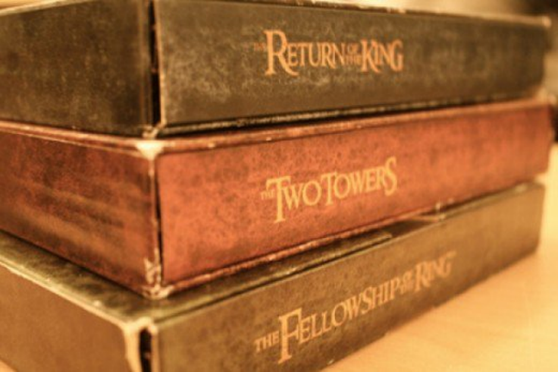 THE RETURN OF THE KING
THE TWO TOWERS
THE FELLOWSHIP OF THE RING